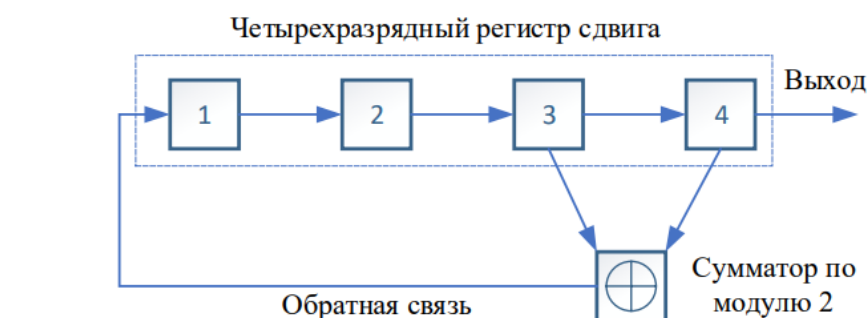 Четырехразрядный регистр сдвига
Выход
1 2 3 4
Сумматор по
модулю 2
Обратная связь